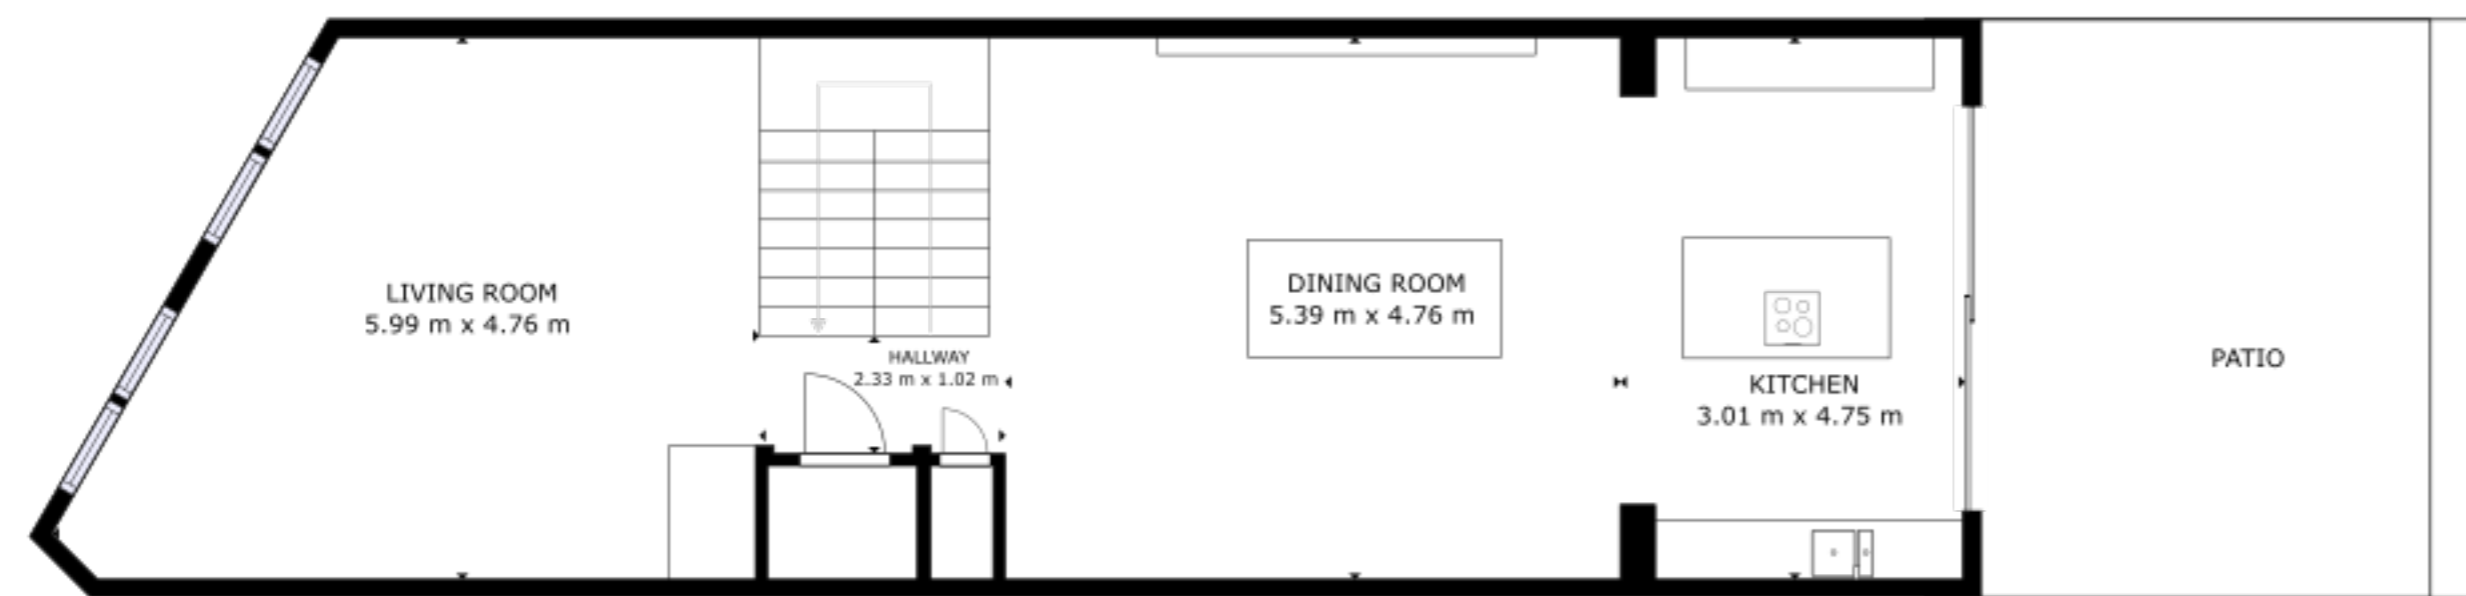 LIVING ROOM
5.99 m x 4.76 m
HALLWAY
2.33 m x 1.02 m
DINING ROOM
5.39 m x 4.76 m
KITCHEN
3.01 m x 4.75 m
PATIO